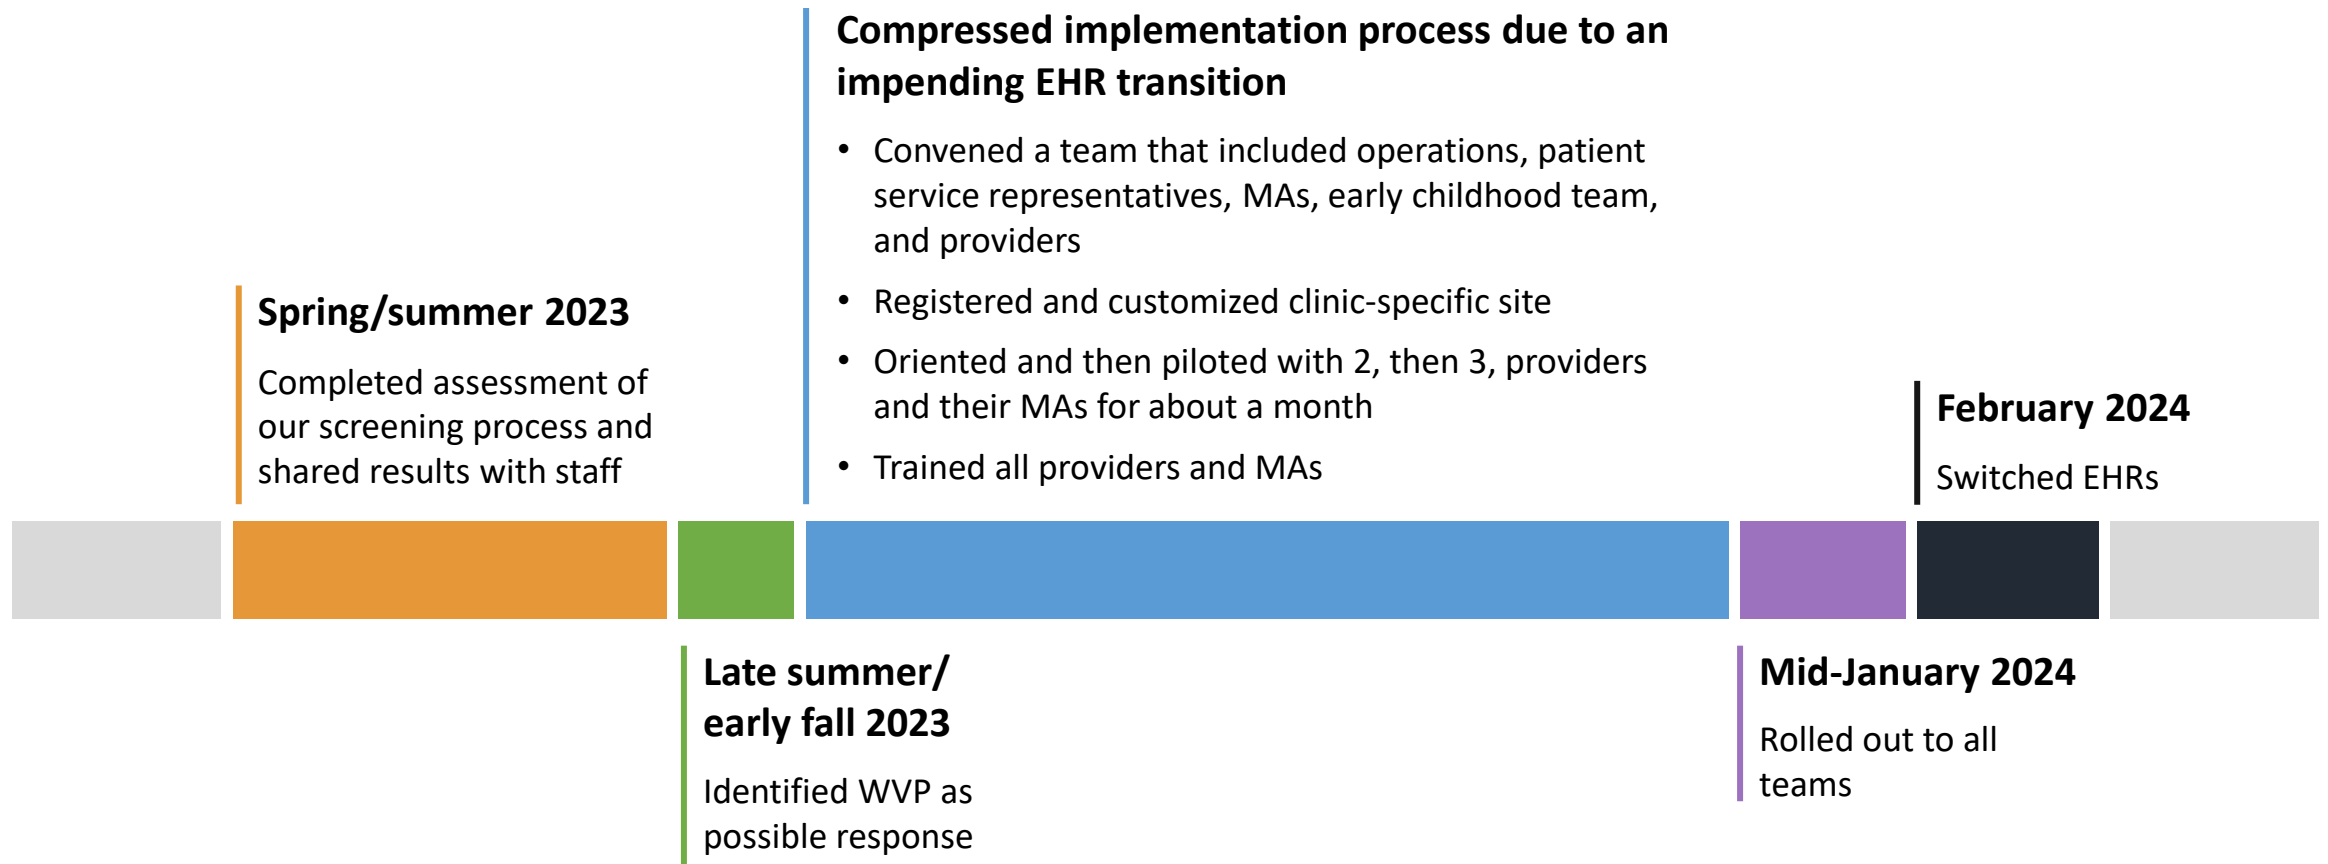 Spring/summer 2023
Completed assessment of
our screening process and
shared results with staff
Late summer/
early fall 2023
Identified WVP as
possible response
Compressed implementation process due to an
impending EHR transition
• Convened a team that included operations, patient
service representatives, MAs, early childhood team,
and providers
• Registered and customized clinic-specific site
• Oriented and then piloted with 2, then 3, providers
and their MAs for about a month
• Trained all providers and MAs
Mid-January 2024
Rolled out to all
teams
February 2024
Switched EHRs